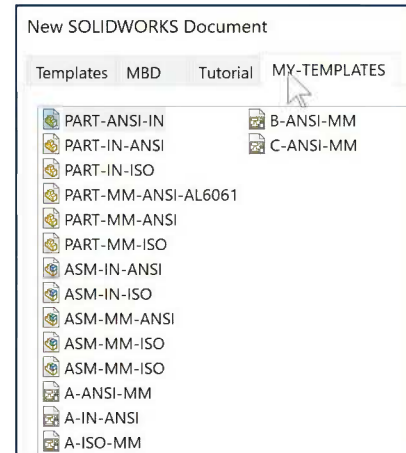 New SOLIDWORKS Document
Templates MBD Tutorial MY-TEMPLATES
PART-ANSI-IN
PART-IN-ANSI
PART-IN-ISO
PART-MM-ANSI-AL6061
PART-MM-ANSI
PART-MM-ISO
ASM-IN-ANSI
ASM-IN-ISO
ASM-MM-ANSI
ASM-MM-ISO
ASM-MM-ISO
A-ANSI-MM
A-IN-ANSI
A-ISO-MM
B-ANSI-MM
C-ANSI-MM